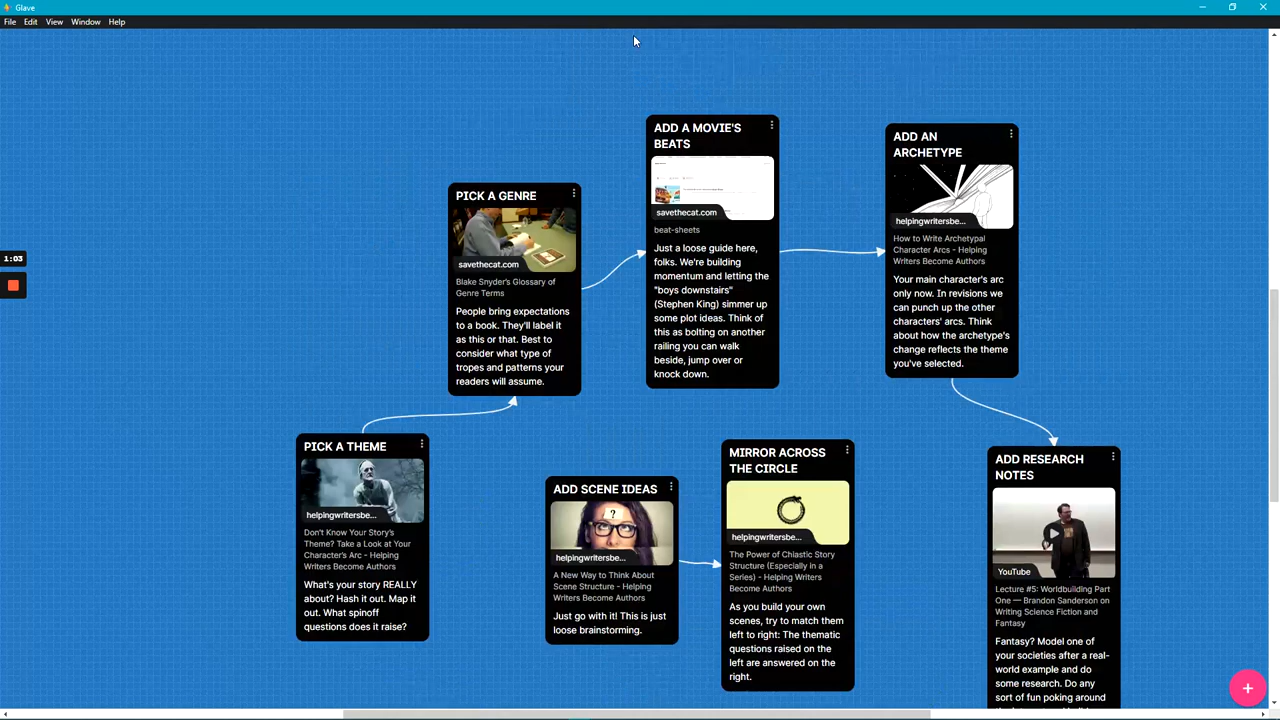 Glave
File Edit View Window Help
1:03
ADD A MOVIE'S
BEATS
savethecat.com
beat-sheets
Just a loose guide here,
folks. We're building
momentum and letting the
"boys downstairs"
(Stephen King) simmer up
some plot ideas. Think of
this as bolting on another
railing you can walk
beside, jump over or
knock down.
ADD AN
ARCHETYPE
helpingwritersbe...
How to Write Archetypal
Character Arcs - Helping
Writers Become Authors
Your main character's arc
only now. In revisions we
can punch up the other
characters' arcs. Think
about how the archetype's
change reflects the theme
you've selected.
PICK A GENRE
savethecat.com
Blake Snyder's Glossary of
Genre Terms
People bring expectations
to a book. They'll label it
as this or that. Best to
consider what type of
tropes and patterns your
readers will assume.
PICK A THEME
helpingwritersbe...
Don't Know Your Story's
Theme? Take a Look at Your
Character's Arc - Helping
Writers Become Authors
What's your story REALLY
about? Hash it out. Map it
out. What spinoff
questions does it raise?
ADD SCENE IDEAS
?
helpingwritersbe...
A New Way to Think About
Scene Structure - Helping
Writers Become Authors
Just go with it! This is just
loose brainstorming.
MIRROR ACROSS
THE CIRCLE
helpingwritersbe...
The Power of Chiastic Story
Structure (Especially in a
Series) - Helping Writers
Become Authors
As you build your own
scenes, try to match them
left to right: The thematic
questions raised on the
left are answered on the
right.
ADD RESEARCH
NOTES
YouTube
Lecture #5: Worldbuilding Part
One — Brandon Sanderson on
Writing Science Fiction and
Fantasy
Fantasy? Model one of
your societies after a real-
world example and do
some research. Do any
sort of fun poking around